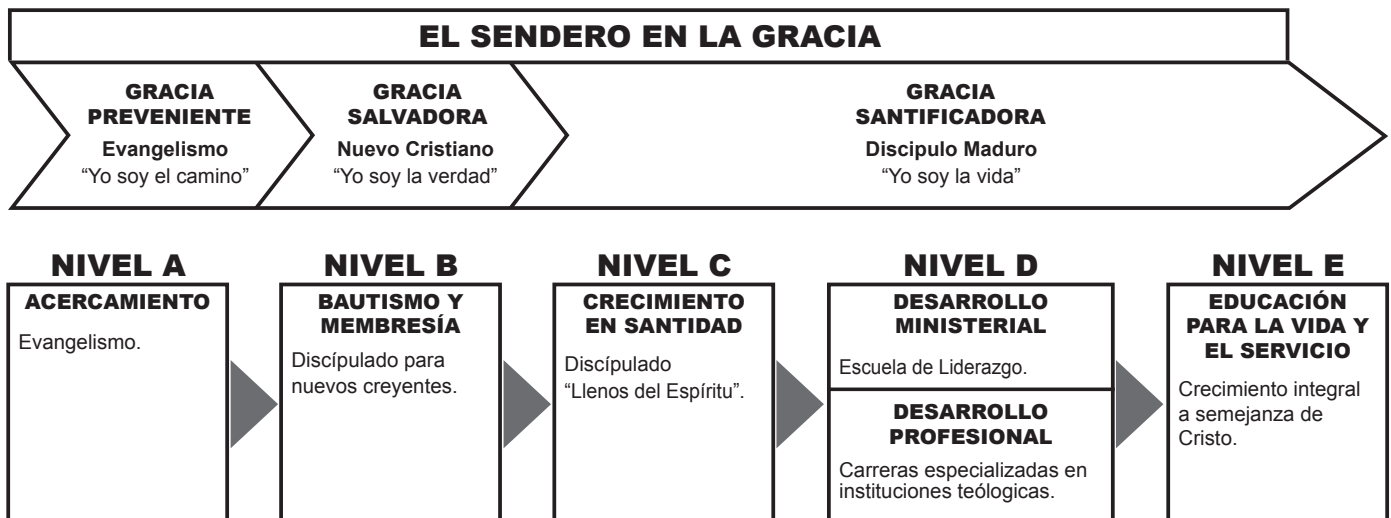 EL SENDERO EN LA GRACIA
GRACIA
PREVENIENTE
Evangelismo
“Yo soy el camino”
GRACIA
SALVADORA
Nuevo Cristiano
“Yo soy la verdad”
GRACIA
SANTIFICADORA
Discipulo Maduro
“Yo soy la vida”
NIVEL A
ACERCAMIENTO
Evangelismo.
NIVEL B
BAUTISMO Y
MEMBRESÍA
Discípulado para
nuevos creyentes.
NIVEL C
CRECIMIENTO
EN SANTIDAD
Discípulado
“Llenos del Espíritu”.
NIVEL D
DESARROLLO
MINISTERIAL
Escuela de Liderazgo.
DESARROLLO
PROFESIONAL
Carreras especializadas en
instituciones teólogicas.
NIVEL E
EDUCACIÓN
PARA LA VIDA Y
EL SERVICIO
Crecimiento integral
a semejanza de
Cristo.